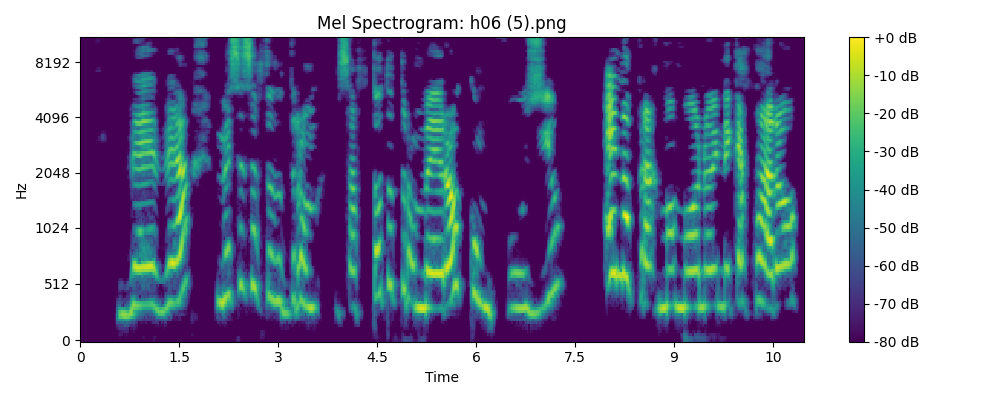 Mel Spectrogram: h06 (5).png
Hz
8192
4096
2048
1024
512
0
0 1.5 3 4.5 6 7.5 9 10
Time
+0 dB
-10 dB
-20 dB
-30 dB
-40 dB
-50 dB
-60 dB
-70 dB
-80 dB